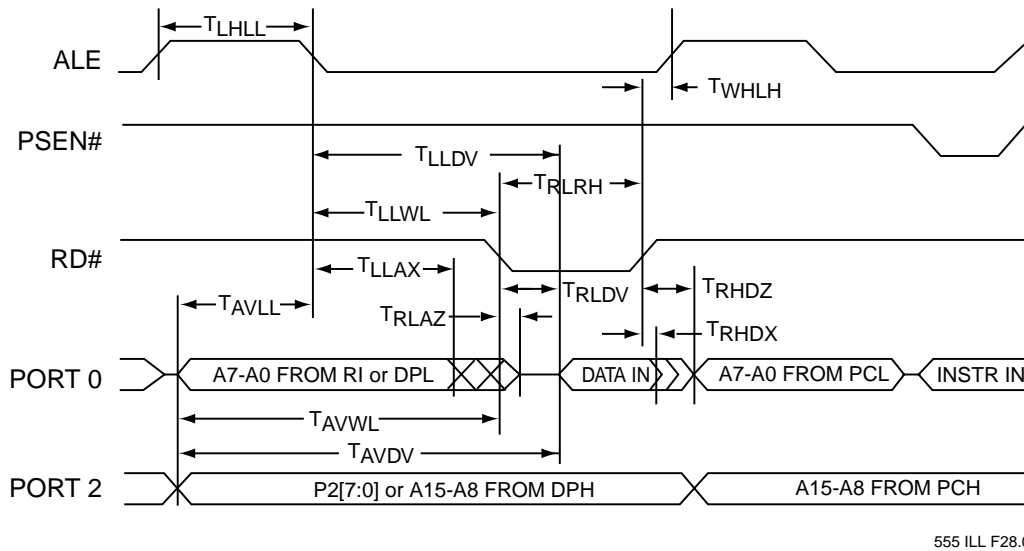 TLHLL
ALE
TWHLH
PSEN#
TLLDV
TRLRH
TLLWL
RD#
TLLAX
TRLDV
TRHDZ
TAVLL
TRLAZ
TRHDX
PORT 0
A7-A0 FROM RI or DPL
DATA IN
A7-A0 FROM PCL
INSTR IN
TAVWL
TAVDV
PORT 2
P2[7:0] or A15-A8 FROM DPH
A15-A8 FROM PCH
555 ILL F28.